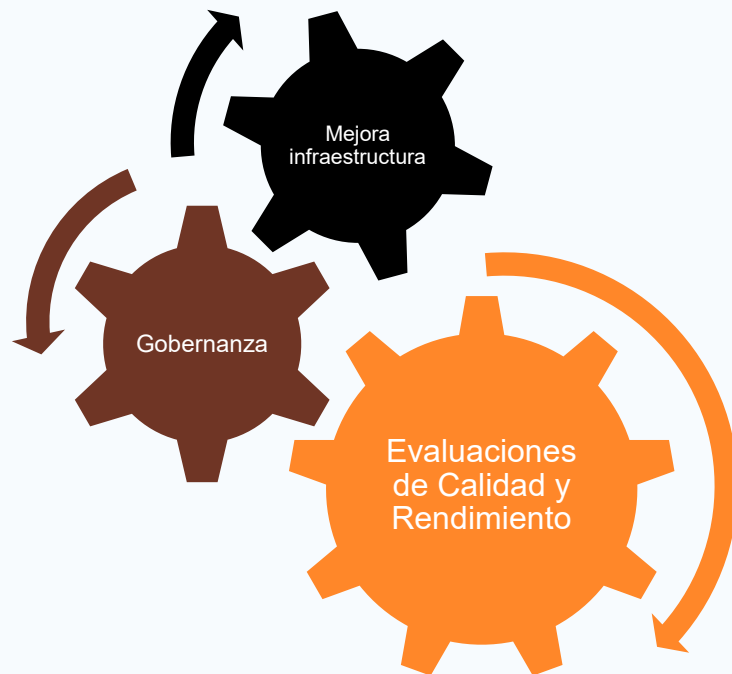 Mejora
infraestructura
Gobernanza
Evaluaciones
de Calidad y
Rendimiento